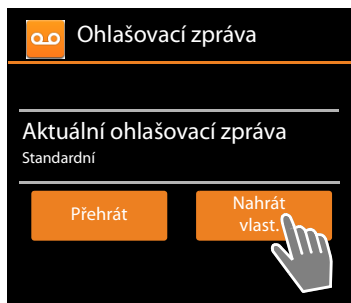 Ohlašovací zpráva
Aktuální ohlašovací zpráva
Standardní
Přehrát
Nahrát
vlast.